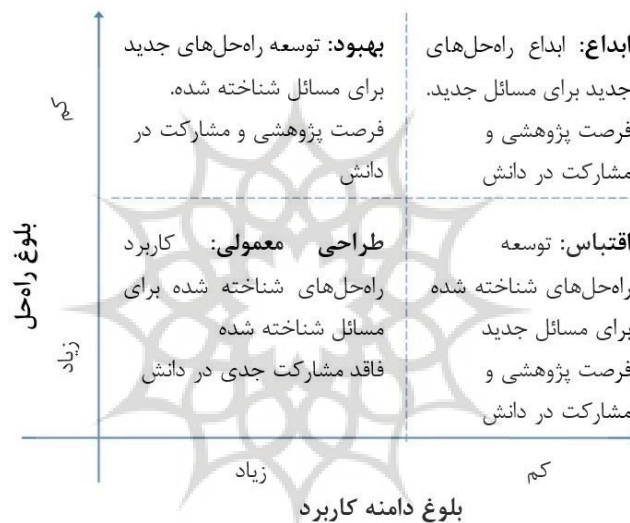 ابداع: ابداع راه‌حل‌های
جدید برای مسائل جدید.
فرصت پژوهشی و
مشارکت در دانش
بهبود: توسعه راه‌حل‌های جدید
برای مسائل شناخته شده.
فرصت پژوهشی و مشارکت در
دانش
کم
اقتباس: توسعه
راه‌حل‌های شناخته شده
برای مسائل جدید
فرصت پژوهشی و
مشارکت در دانش
طراحی معمولی: کاربرد
راه‌حل‌های شناخته شده برای
مسائل شناخته شده
فاقد مشارکت جدی در دانش
زیاد
بلوغ راه‌حل
کم
زیاد
بلوغ دامنه کاربرد